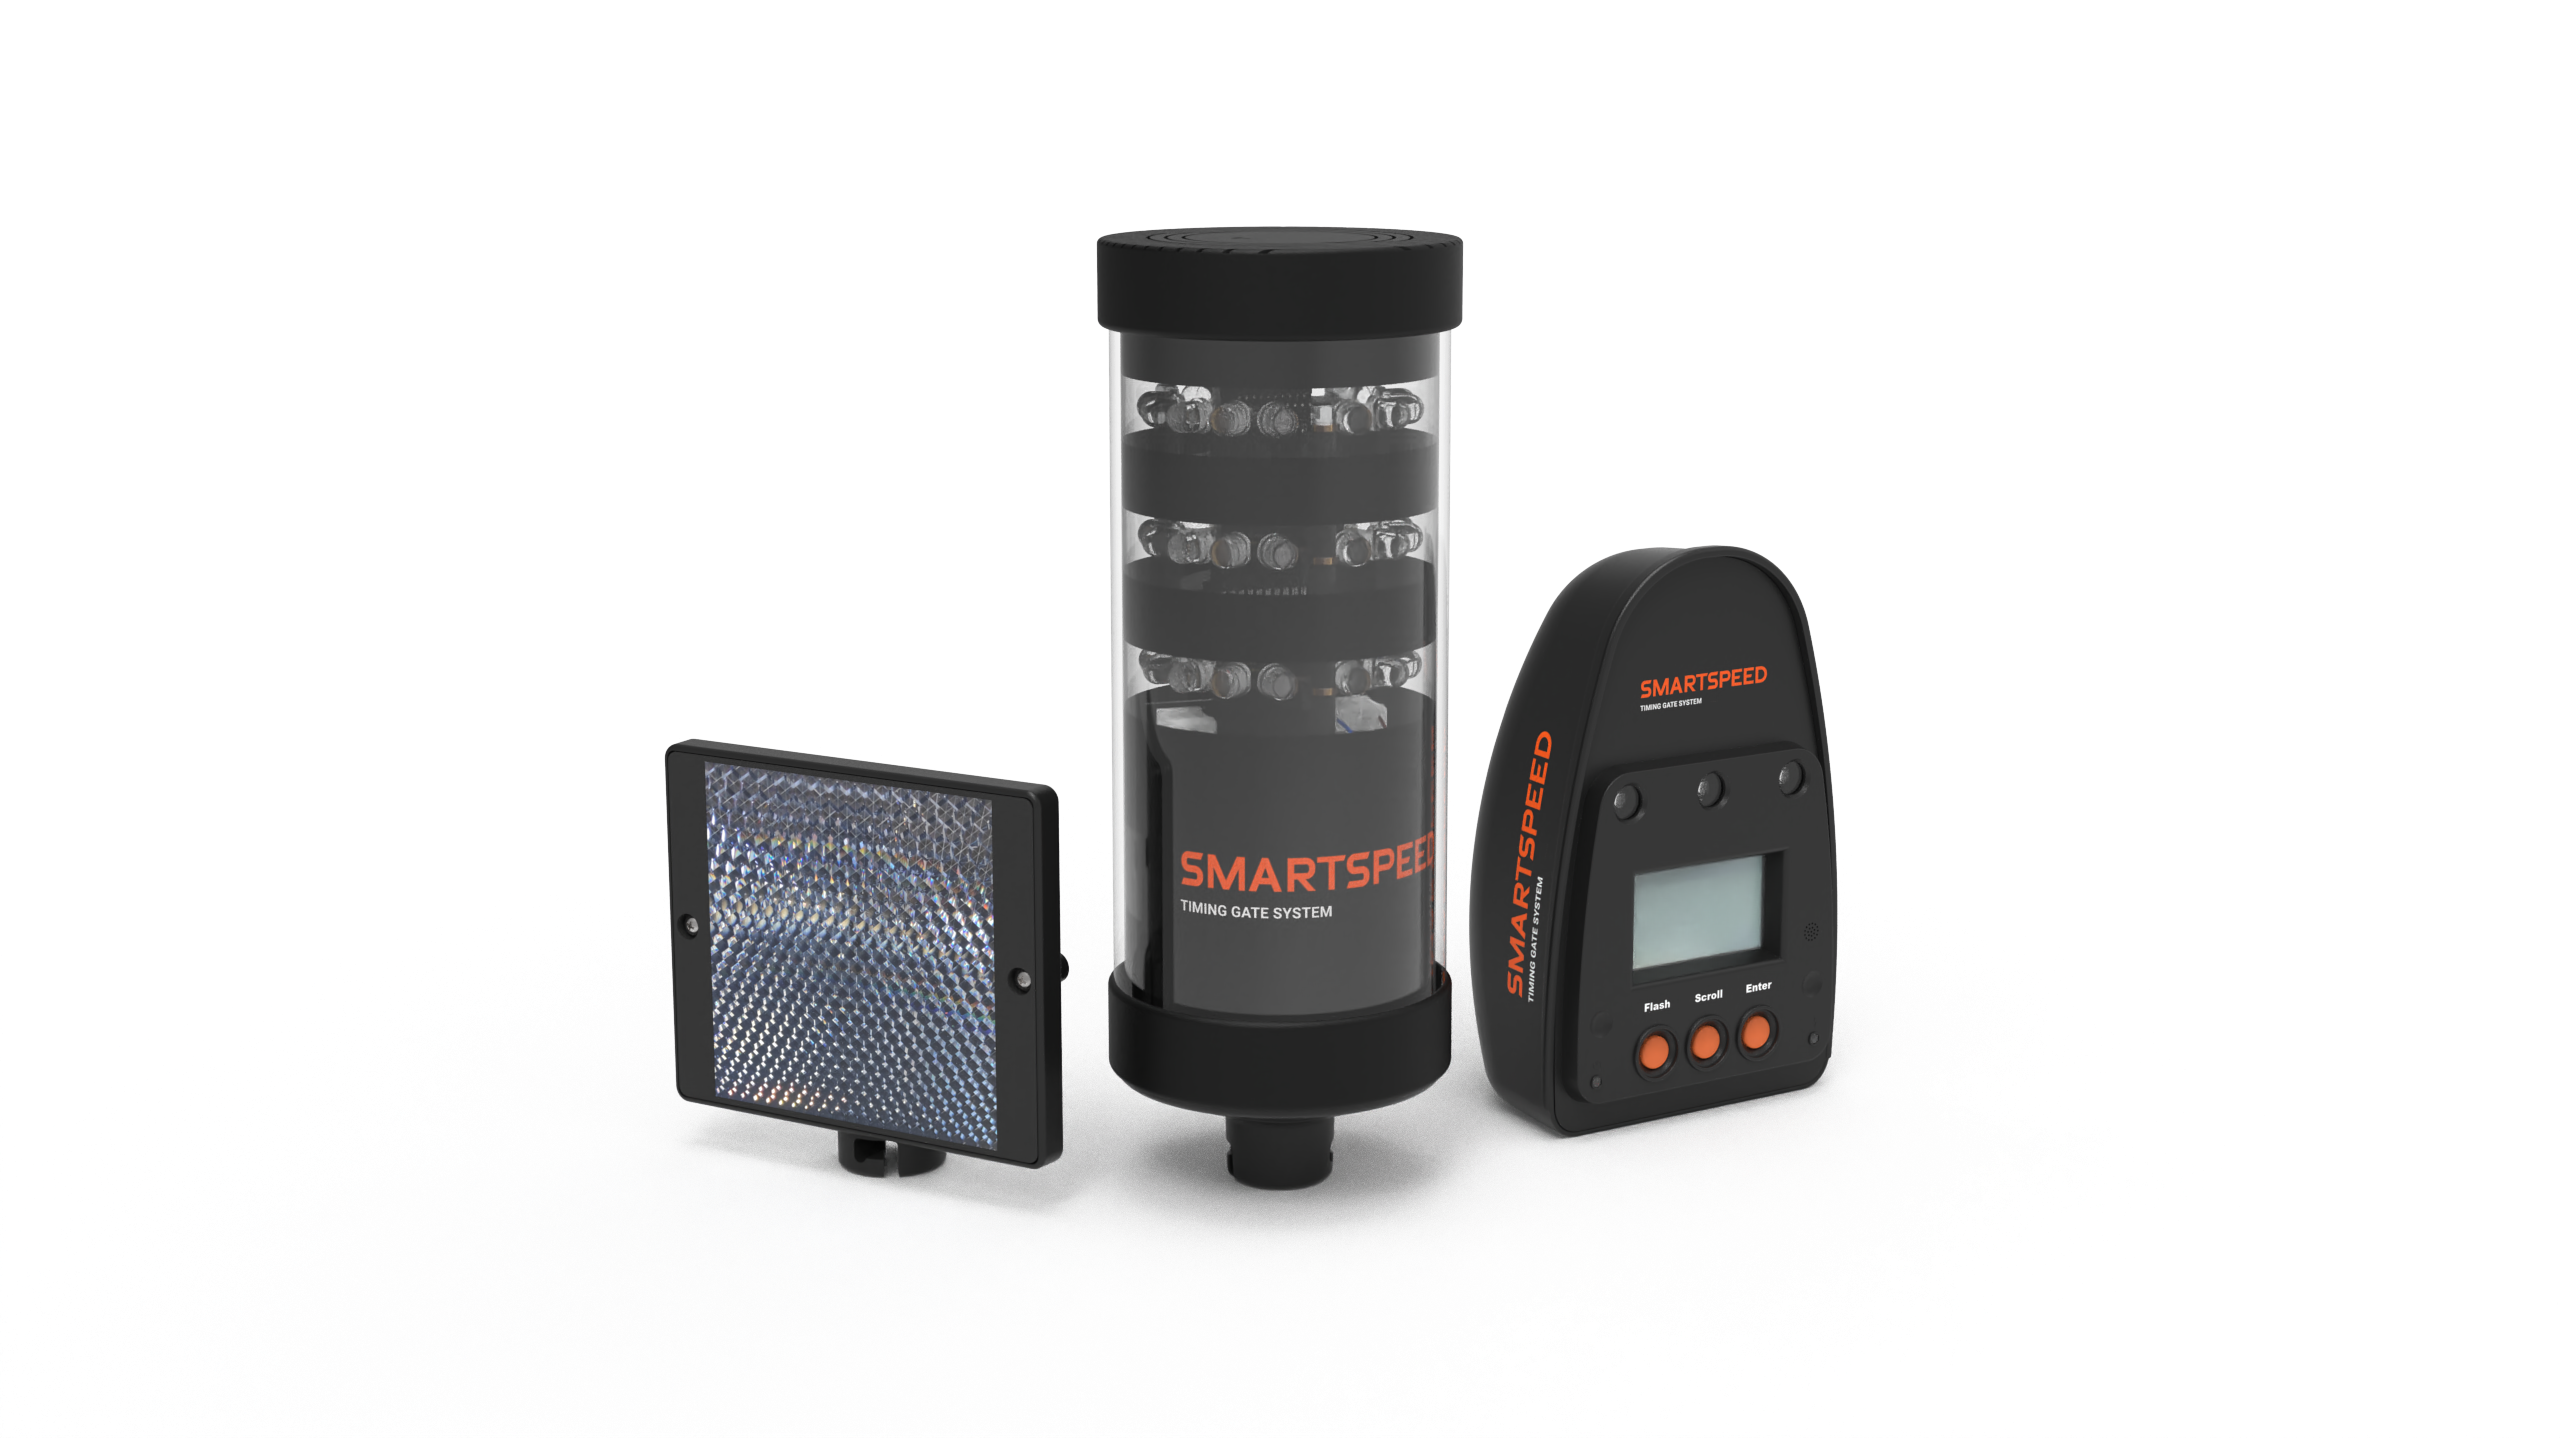 SMARTSPEED
TIMING GATE SYSTEM
SMARTSPEED
TIMING GATE SYSTEM
SMARTSPEED
TIMING GATE SYSTEM
Flash Scroll Enter